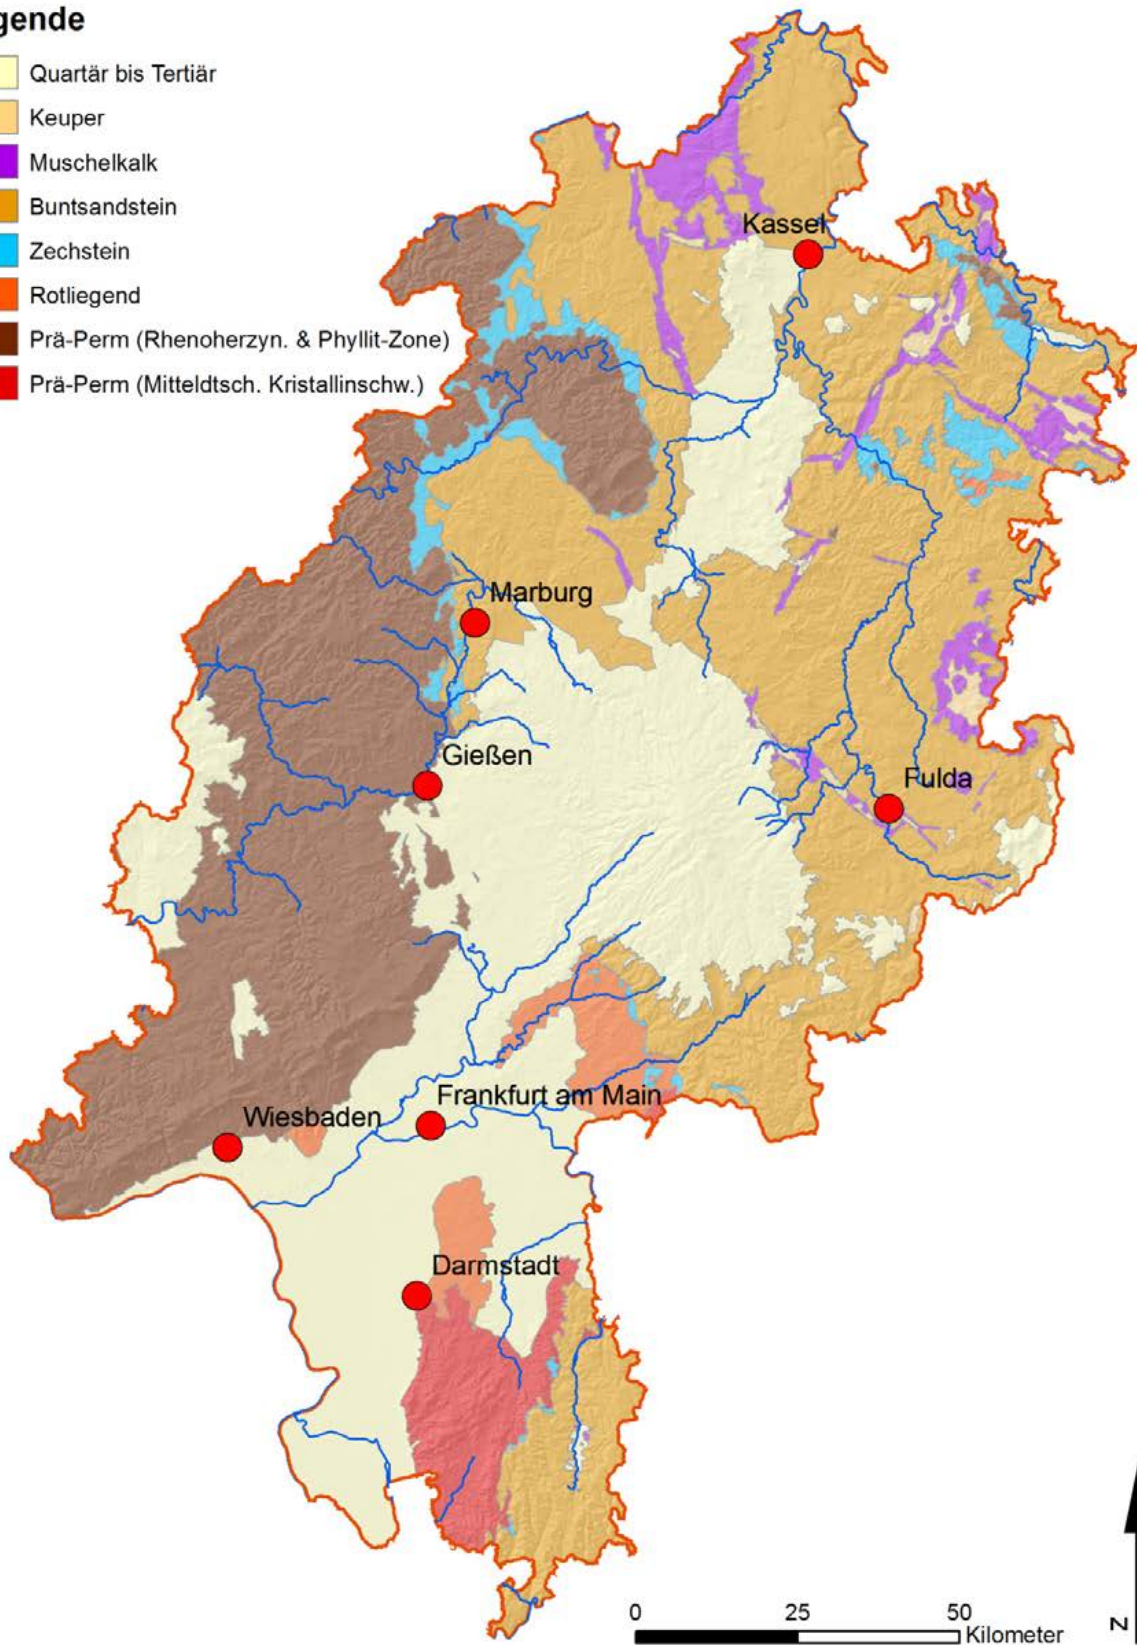 gende
Quartär bis Tertiär
Keuper
Muschelkalk
Buntsandstein
Zechstein
Rotliegend
Prä-Perm (Rhenoherzyn. & Phyllit-Zone)
Prä-Perm (Mitteldtsch. Kristallinschw.)
Kassel
Marburg
Gießen
Fulda
Frankfurt am Main
Wiesbaden
Darmstadt
0 25 50
Kilometer
N